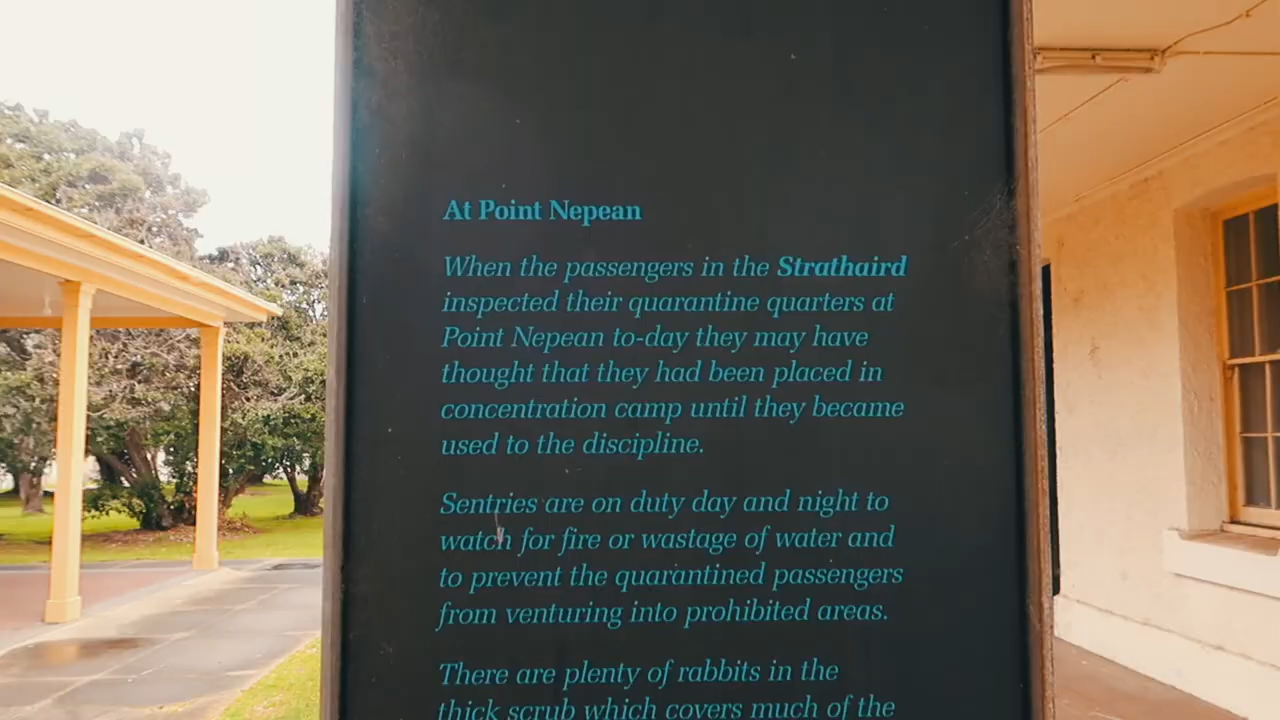 At Point Nepean
When the passengers in the Strathaird
inspected their quarantine quarters at
Point Nepean to-day they may have
thought that they had been placed in
concentration camp until they became
used to the discipline.
Sentries are on duty day and night to
watch for fire or wastage of water and
to prevent the quarantined passengers
from venturing into prohibited areas.
There are plenty of rabbits in the
thick scrub which covers much of the